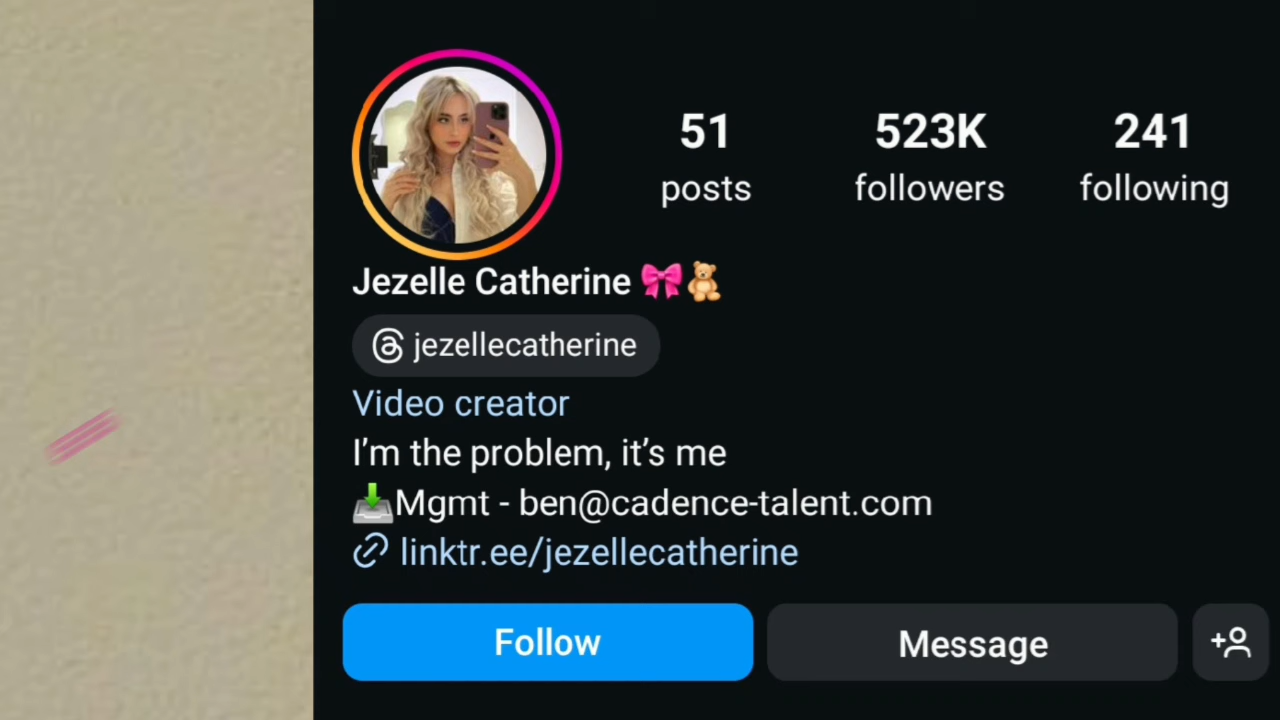 51 523K 241
posts followers following
Jezelle Catherine 🎀🧸
jezellecatherine
Video creator
I’m the problem, it’s me
📥Mgmt - ben@cadence-talent.com
linktr.ee/jezellecatherine
Follow Message